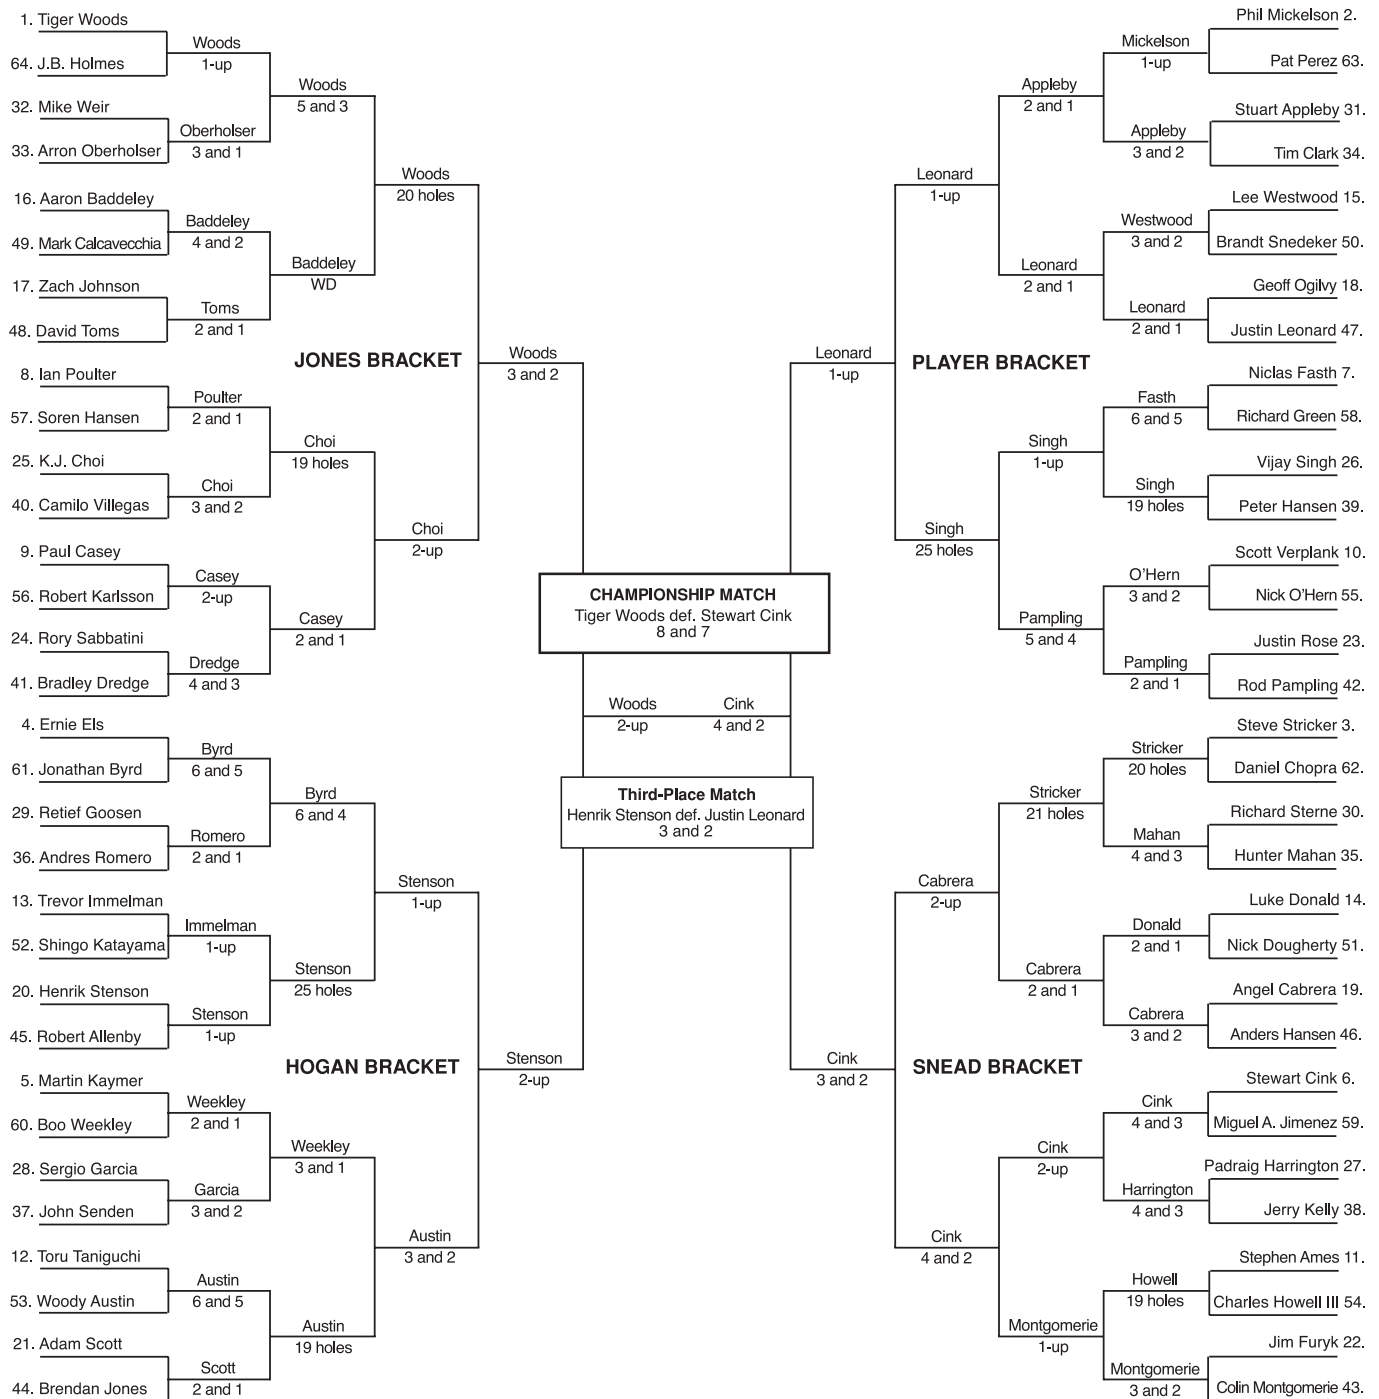 1. Tiger Woods
Woods
1-up
64. J.B. Holmes
Woods
5 and 3
32. Mike Weir
Oberholser
3 and 1
33. Arron Oberholser
Woods
20 holes
16. Aaron Baddeley
Baddeley
4 and 2
49. Mark Calcavecchia
Baddeley
WD
17. Zach Johnson
Toms
2 and 1
48. David Toms
JONES BRACKET
Woods
3 and 2
8. Ian Poulter
Poulter
2 and 1
57. Soren Hansen
Choi
19 holes
25. K.J. Choi
Choi
3 and 2
40. Camilo Villegas
Choi
2-up
9. Paul Casey
Casey
2-up
56. Robert Karlsson
Casey
2 and 1
24. Rory Sabbatini
Dredge
4 and 3
41. Bradley Dredge
4. Ernie Els
Byrd
6 and 5
61. Jonathan Byrd
Byrd
6 and 4
29. Retief Goosen
Romero
2 and 1
36. Andres Romero
Stenson
1-up
13. Trevor Immelman
Immelman
1-up
52. Shingo Katayama
Stenson
25 holes
20. Henrik Stenson
Stenson
1-up
45. Robert Allenby
HOGAN BRACKET
Stenson
2-up
5. Martin Kaymer
Weekley
2 and 1
60. Boo Weekley
Weekley
3 and 1
28. Sergio Garcia
Garcia
3 and 2
37. John Senden
Austin
3 and 2
12. Toru Taniguchi
Austin
6 and 5
53. Woody Austin
Austin
19 holes
21. Adam Scott
Scott
2 and 1
44. Brendan Jones
CHAMPIONSHIP MATCH
Tiger Woods def. Stewart Cink
8 and 7
Woods
2-up
Cink
4 and 2
Third-Place Match
Henrik Stenson def. Justin Leonard
3 and 2
Phil Mickelson 2.
Mickelson
1-up
Pat Perez 63.
Appleby
2 and 1
Stuart Appleby 31.
Appleby
3 and 2
Tim Clark 34.
Leonard
1-up
Lee Westwood 15.
Westwood
3 and 2
Brandt Snedeker 50.
Leonard
2 and 1
Geoff Ogilvy 18.
Leonard
2 and 1
Justin Leonard 47.
Leonard
1-up
PLAYER BRACKET
Niclas Fasth 7.
Fasth
6 and 5
Richard Green 58.
Singh
1-up
Vijay Singh 26.
Singh
19 holes
Peter Hansen 39.
Singh
25 holes
Scott Verplank 10.
O'Hern
3 and 2
Nick O'Hern 55.
Pampling
5 and 4
Justin Rose 23.
Pampling
2 and 1
Rod Pampling 42.
Steve Stricker 3.
Stricker
20 holes
Daniel Chopra 62.
Stricker
21 holes
Richard Sterne 30.
Mahan
4 and 3
Hunter Mahan 35.
Cabrera
2-up
Luke Donald 14.
Donald
2 and 1
Nick Dougherty 51.
Cabrera
2 and 1
Angel Cabrera 19.
Cabrera
3 and 2
Anders Hansen 46.
Cink
3 and 2
SNEAD BRACKET
Stewart Cink 6.
Cink
4 and 3
Miguel A. Jimenez 59.
Cink
2-up
Padraig Harrington 27.
Harrington
4 and 3
Jerry Kelly 38.
Cink
4 and 2
Stephen Ames 11.
Howell
19 holes
Charles Howell III 54.
Montgomerie
1-up
Jim Furyk 22.
Montgomerie
3 and 2
Colin Montgomerie 43.